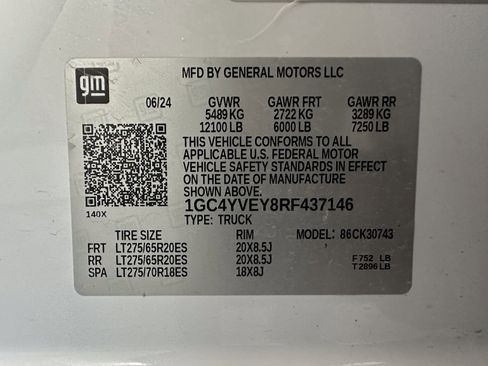 gm
MFD BY GENERAL MOTORS LLC
06/24 GVWR GAWR FRT GAWR RR
5489 KG 2722 KG 3289 KG
12100 LB 6000 LB 7250 LB
THIS VEHICLE CONFORMS TO ALL
APPLICABLE U.S. FEDERAL MOTOR
VEHICLE SAFETY STANDARDS IN EFFECT
ON THE DATE OF MANUFACTURE
SHOWN ABOVE.
1GC4YVEY8RF437146
140X TYPE: TRUCK
TIRE SIZE RIM MODEL: 86CK30743
FRT LT275/65R20ES 20X8.5J
RR LT275/65R20ES 20X8.5J F 752 LB
SPA LT275/70R18ES 18X8J T 2896 LB